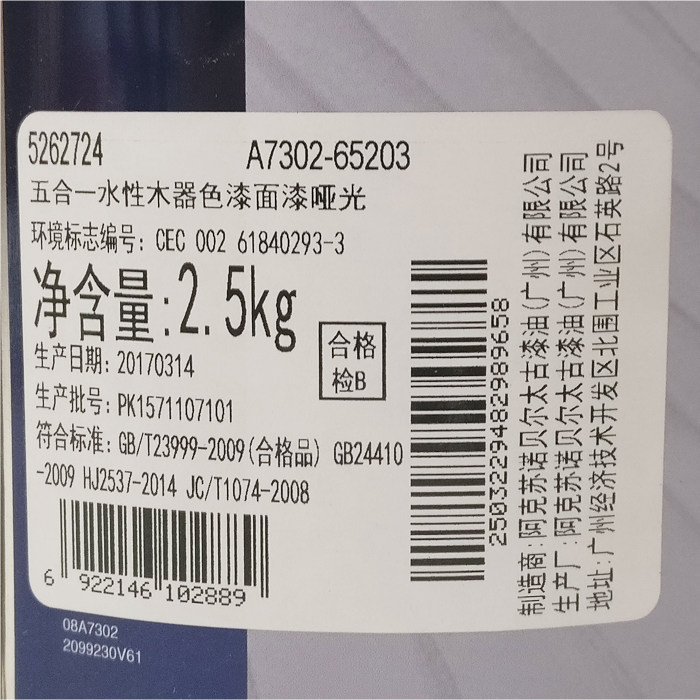 5262724
A7302-65203
五合一水性木器色漆面漆哑光
环境标志编号: CEC 002 61840293-3
净含量:2.5kg
生产日期: 20170314
生产批号: PK1571107101
合格
检B
符合标准: GB/T23999-2009(合格品) GB24410
-2009 HJ2537-2014 JC/T1074-2008
6 922146 102889
2503229482989658
制造商:阿克苏诺贝尔太古漆油(广州)有限公司
生产厂:阿克苏诺贝尔太古漆油(广州)有限公司
地址:广州经济技术开发区北围工业区石英路2号
08A7302
2099230V61